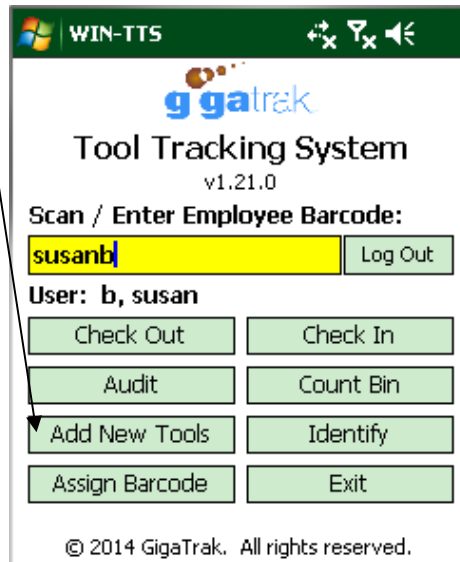 WIN-TTS
gigatrak
Tool Tracking System
v1.21.0
Scan / Enter Employee Barcode:
susanb Log Out
User: b, susan
Check Out Check In
Audit Count Bin
Add New Tools Identify
Assign Barcode Exit
© 2014 GigaTrak. All rights reserved.